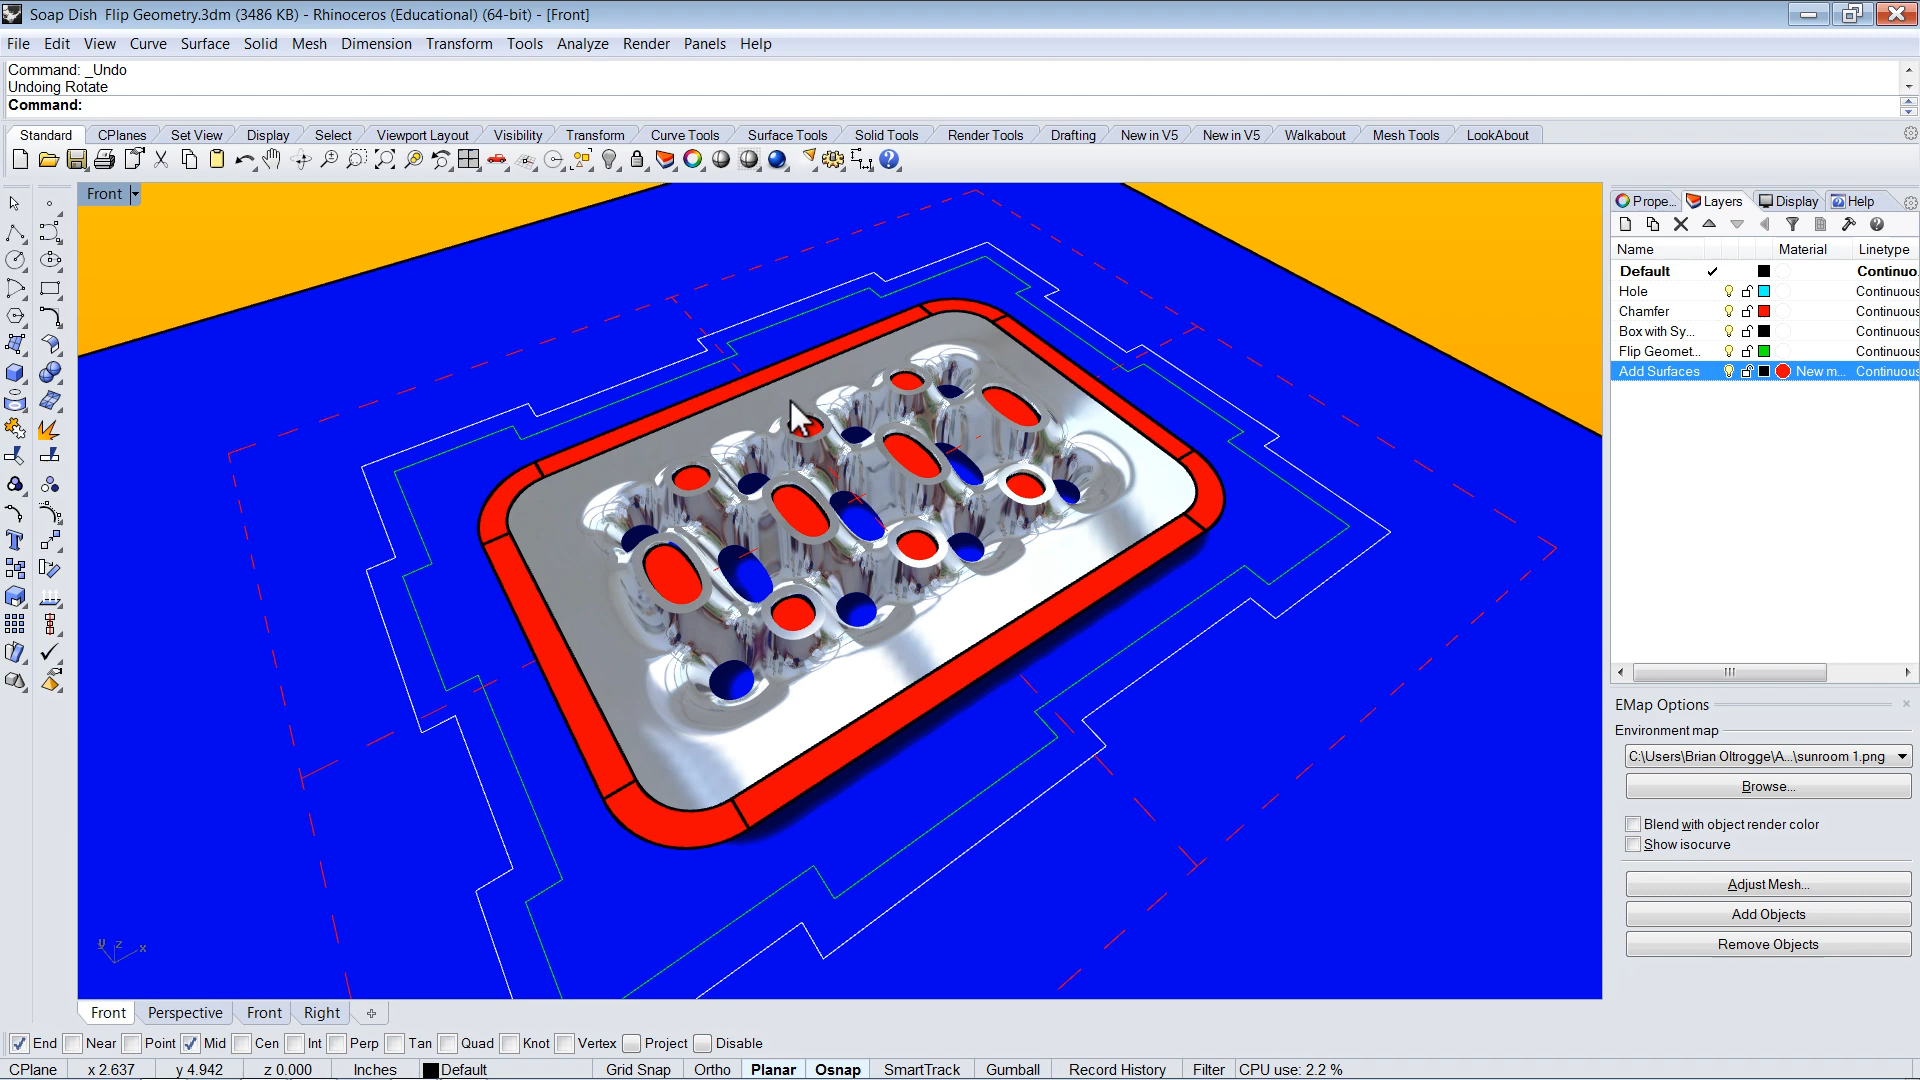 Soap Dish  Flip Geometry.3dm (3486 KB) - Rhinoceros (Educational) (64-bit) - [Front]
File Edit View Curve Surface Solid Mesh Dimension Transform Tools Analyze Render Panels Help
Command: _Undo
Undoing Rotate
Command:
Standard CPlanes Set View Display Select Viewport Layout Visibility Transform Curve Tools Surface Tools Solid Tools Render Tools Drafting New in V5 New in V5 Walkabout Mesh Tools LookAbout
Front
Prope... Layers Display Help
Name Material Linetype
Default Continuo
Hole Continuous
Chamfer Continuous
Box with Sy... Continuous
Flip Geomet... Continuous
Add Surfaces New m... Continuous
EMap Options
Environment map
C:\Users\Brian Oltrogge\A...\sunroom 1.png
Browse...
Blend with object render color
Show isocurve
Adjust Mesh...
Add Objects
Remove Objects
y z x
Front Perspective Front Right
End Near Point Mid Cen Int Perp Tan Quad Knot Vertex Project Disable
CPlane x 2.637 y 4.942 z 0.000 Inches Default Grid Snap Ortho Planar Osnap SmartTrack Gumball Record History Filter CPU use: 2.2 %